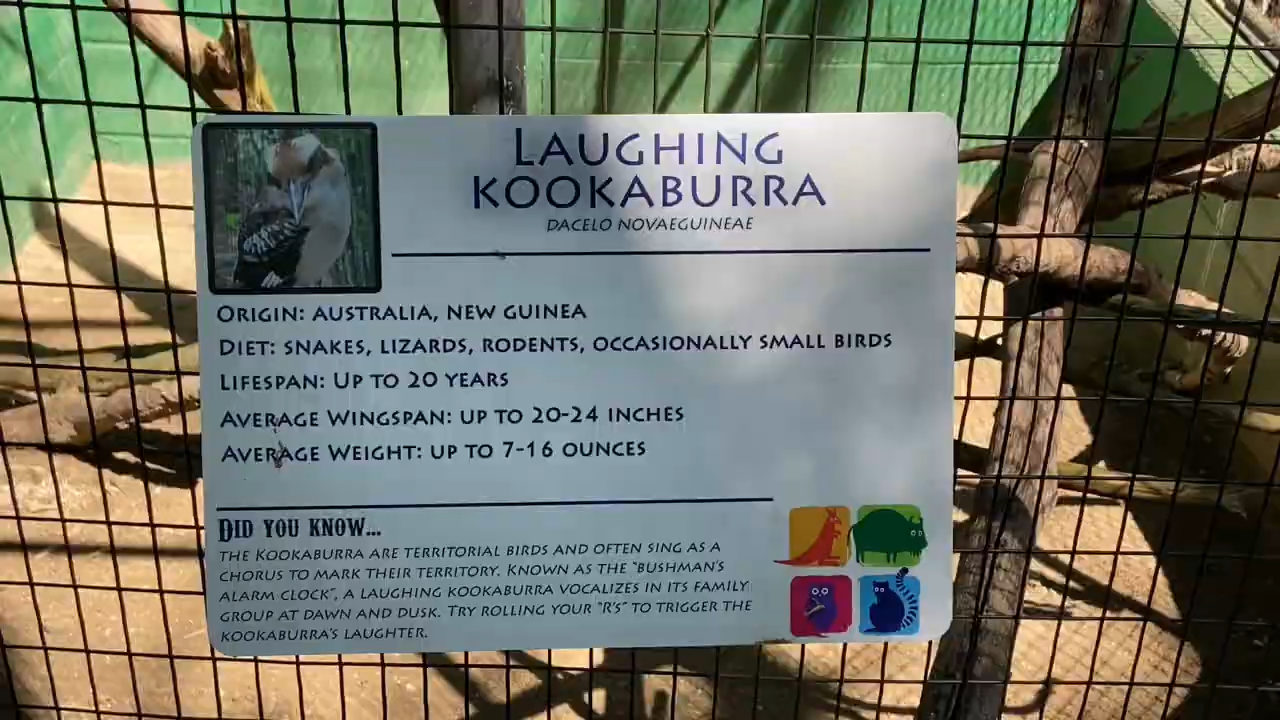 LAUGHING
KOOKABURRA
DACELO NOVAEGUINEAE
ORIGIN: AUSTRALIA, NEW GUINEA
DIET: SNAKES, LIZARDS, RODENTS, OCCASIONALLY SMALL BIRDS
LIFESPAN: UP TO 20 YEARS
AVERAGE WINGSPAN: UP TO 20-24 INCHES
AVERAGE WEIGHT: UP TO 7-16 OUNCES
DID YOU KNOW...
THE KOOKABURRA ARE TERRITORIAL BIRDS AND OFTEN SING AS A
CHORUS TO MARK THEIR TERRITORY. KNOWN AS THE "BUSHMAN'S
ALARM CLOCK", A LAUGHING KOOKABURRA VOCALIZES IN ITS FAMILY
GROUP AT DAWN AND DUSK. TRY ROLLING YOUR "R'S" TO TRIGGER THE
KOOKABURRA'S LAUGHTER.